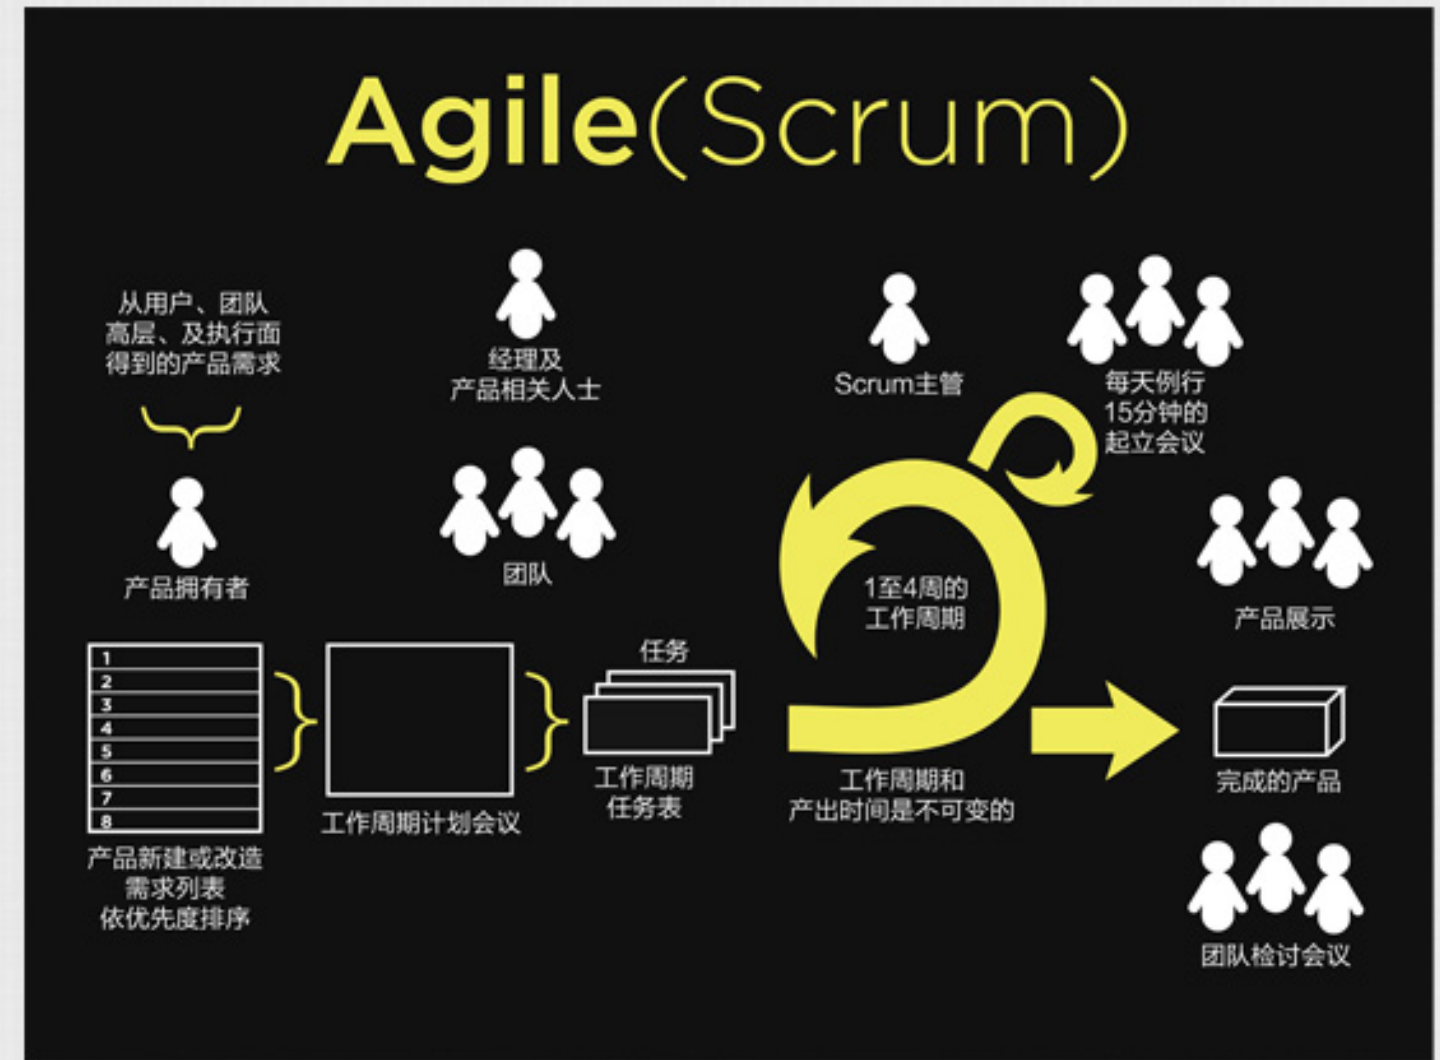 Agile(Scrum)
从用户、团队
高层、及执行面
得到的产品需求
产品拥有者
1
2
3
4
5
6
7
8
产品新建或改造
需求列表
依优先度排序
经理及
产品相关人士
团队
工作周期计划会议
任务
工作周期
任务表
Scrum主管
每天例行
15分钟的
起立会议
1至4周的
工作周期
工作周期和
产出时间是不可变的
产品展示
完成的产品
团队检讨会议